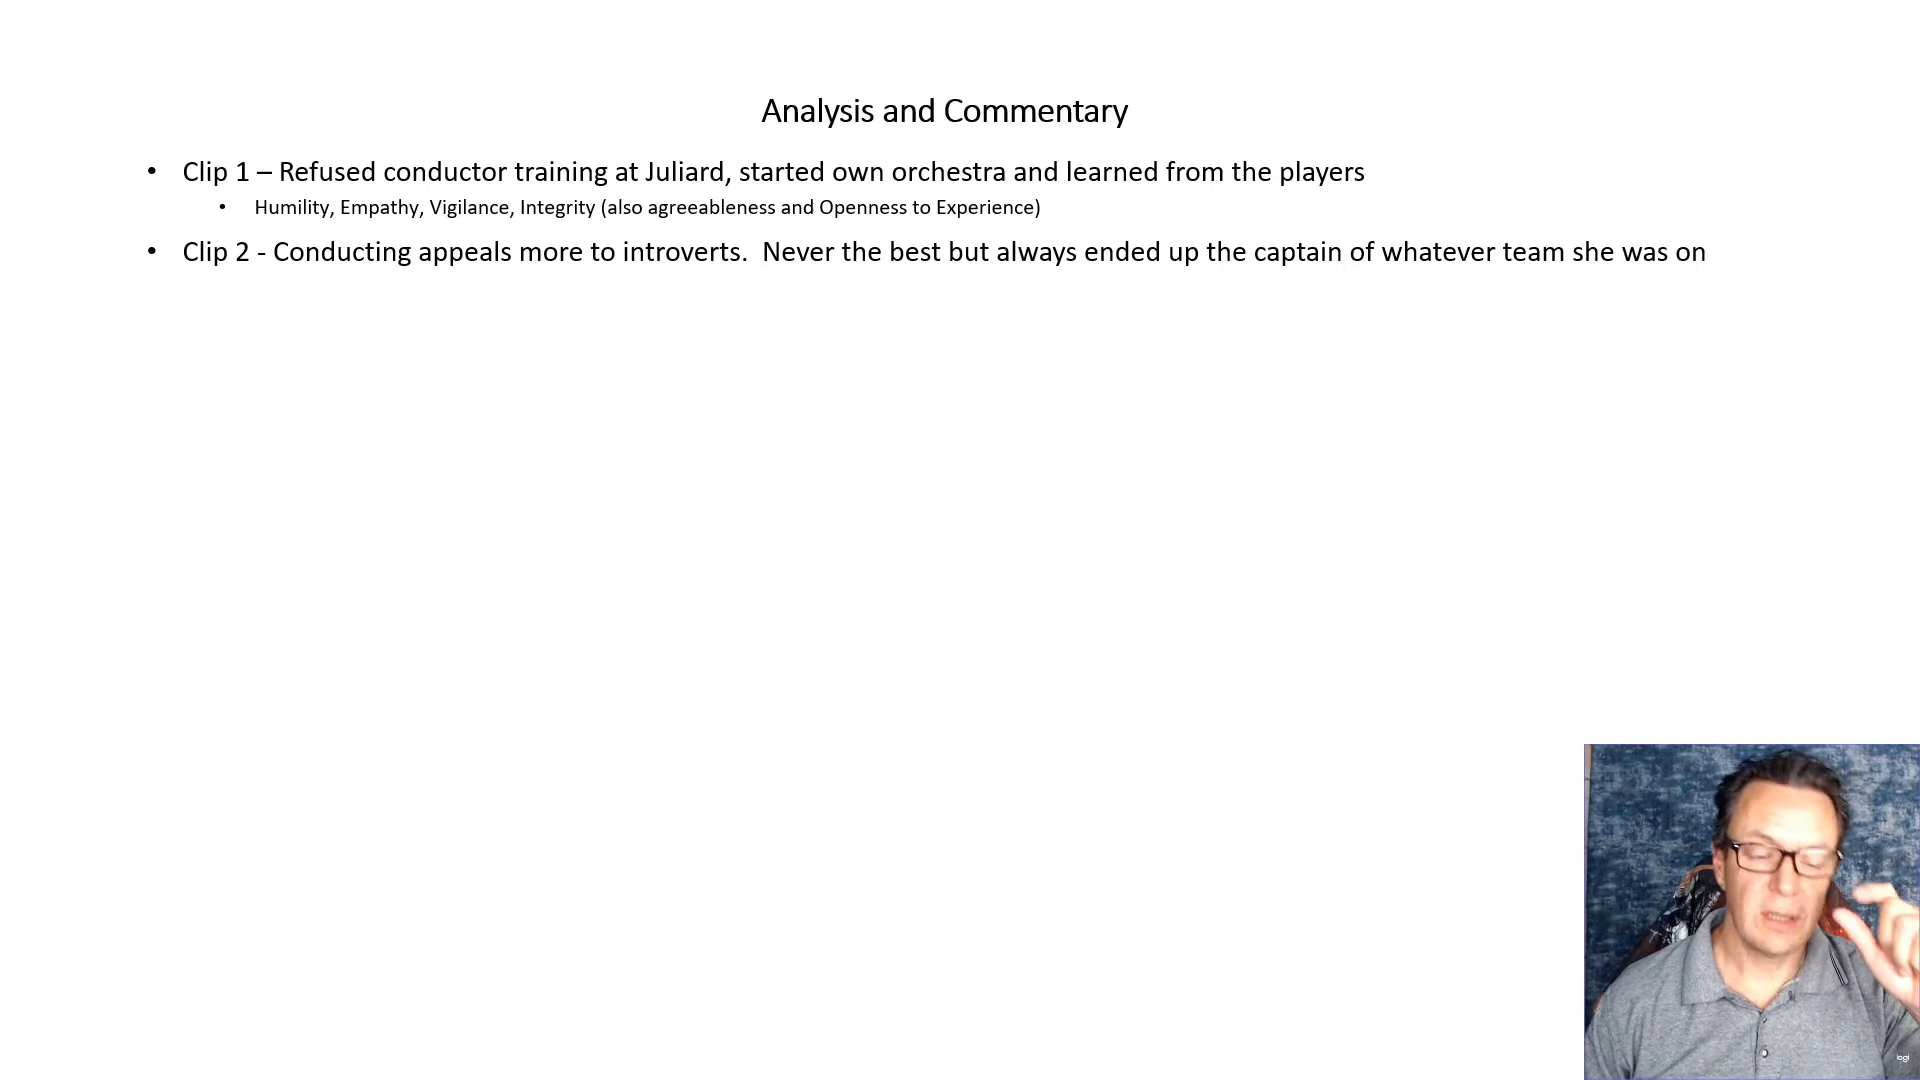 Analysis and Commentary
• Clip 1 – Refused conductor training at Juliard, started own orchestra and learned from the players
• Humility, Empathy, Vigilance, Integrity (also agreeableness and Openness to Experience)
• Clip 2 - Conducting appeals more to introverts.  Never the best but always ended up the captain of whatever team she was on
logi